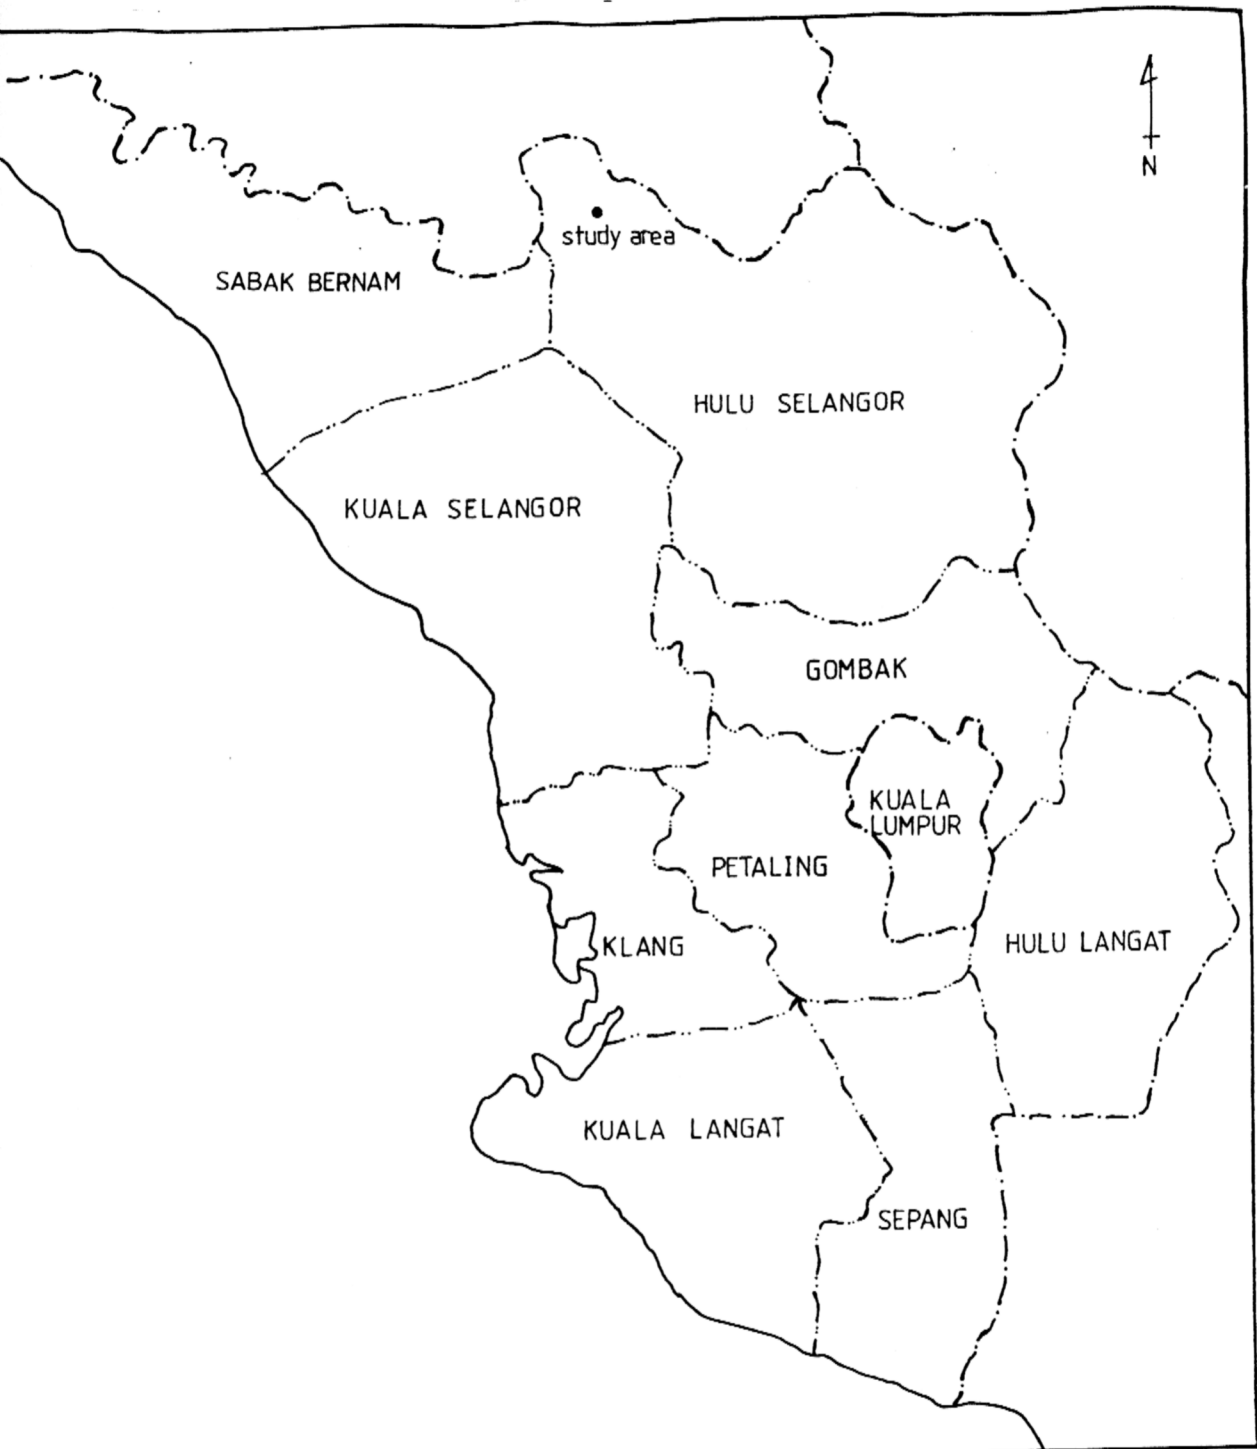 N
study area
SABAK BERNAM
HULU SELANGOR
KUALA SELANGOR
GOMBAK
KUALA
LUMPUR
PETALING
KLANG
HULU LANGAT
KUALA LANGAT
SEPANG